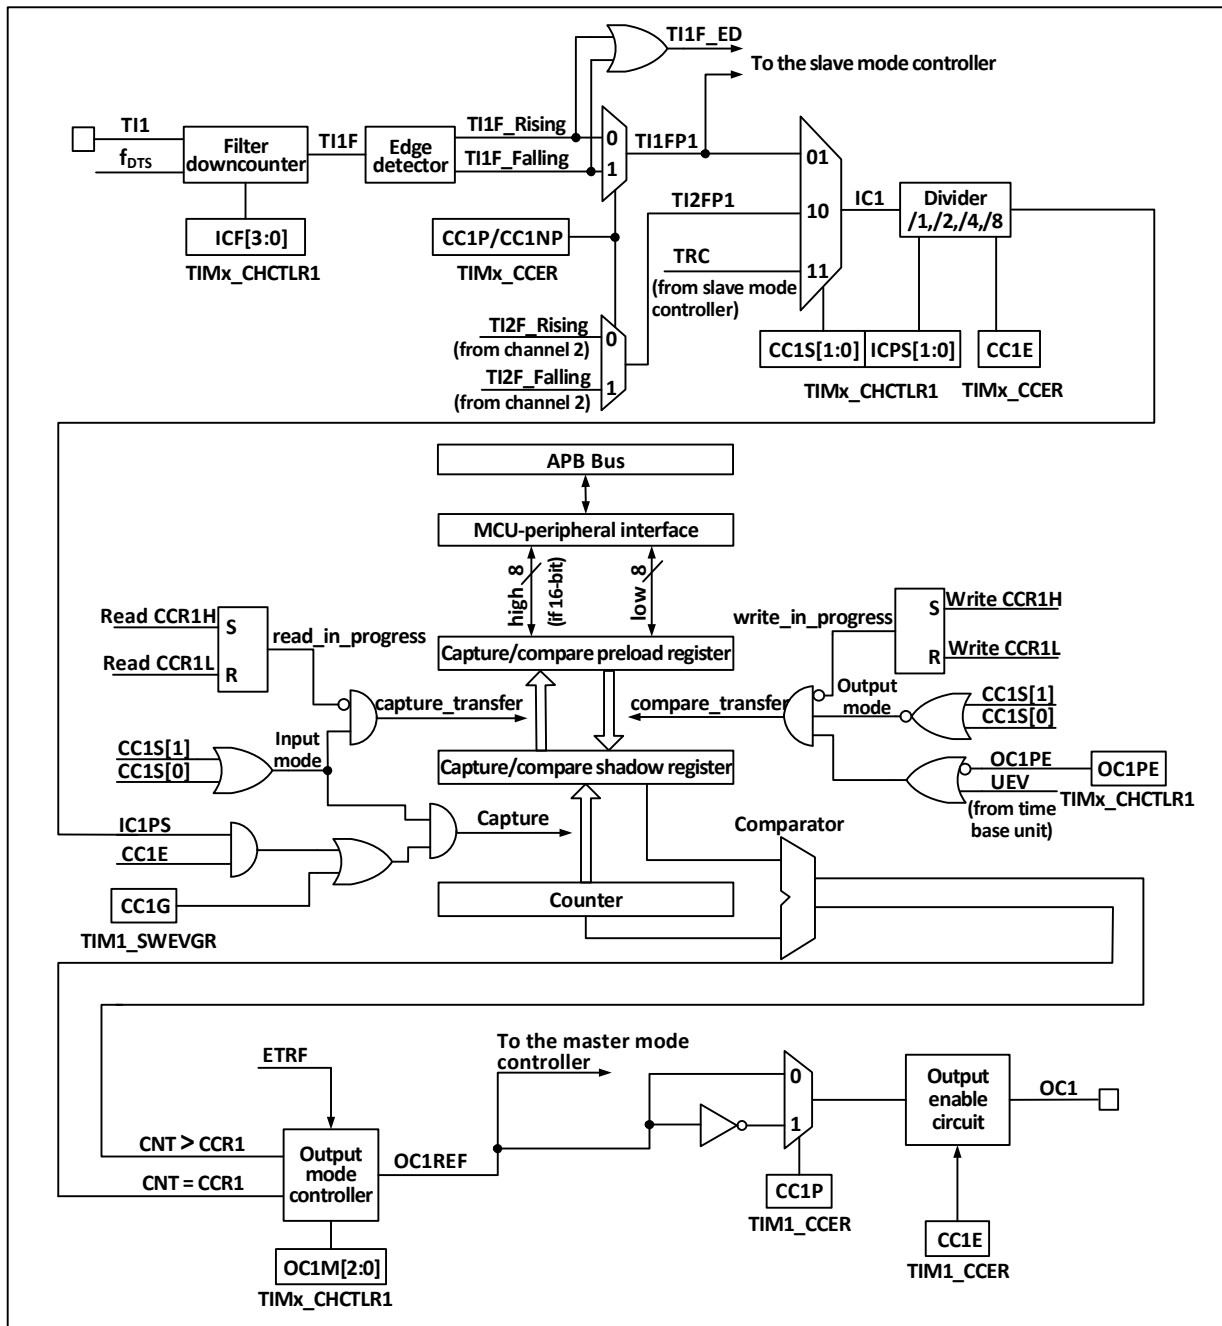 TI1F_ED
To the slave mode controller
TI1
fDTS
Filter
downcounter
TI1F
Edge
detector
TI1F_Rising
TI1F_Falling
0
1
TI1FP1
01
10
11
IC1
Divider
/1,/2,/4,/8
TI2FP1
TRC
(from slave mode
controller)
ICF[3:0]
TIMx_CHCTLR1
CC1P/CC1NP
TIMx_CCER
TI2F_Rising
(from channel 2)
TI2F_Falling
(from channel 2)
0
1
CC1S[1:0]
ICPS[1:0]
TIMx_CHCTLR1
CC1E
TIMx_CCER
APB Bus
MCU-peripheral interface
high
8
(if 16-bit)
low
8
Read CCR1H
Read CCR1L
S
R
read_in_progress
Capture/compare preload register
write_in_progress
S
R
Write CCR1H
Write CCR1L
capture_transfer
compare_transfer
Output
mode
CC1S[1]
CC1S[0]
CC1S[1]
CC1S[0]
Input
mode
Capture/compare shadow register
OC1PE
UEV
(from time
base unit)
OC1PE
TIMx_CHCTLR1
IC1PS
CC1E
Capture
Comparator
CC1G
TIM1_SWEVGR
Counter
ETRF
To the master mode
controller
CNT > CCR1
CNT = CCR1
Output
mode
controller
OC1REF
0
1
Output
enable
circuit
OC1
CC1P
TIM1_CCER
CC1E
TIM1_CCER
OC1M[2:0]
TIMx_CHCTLR1